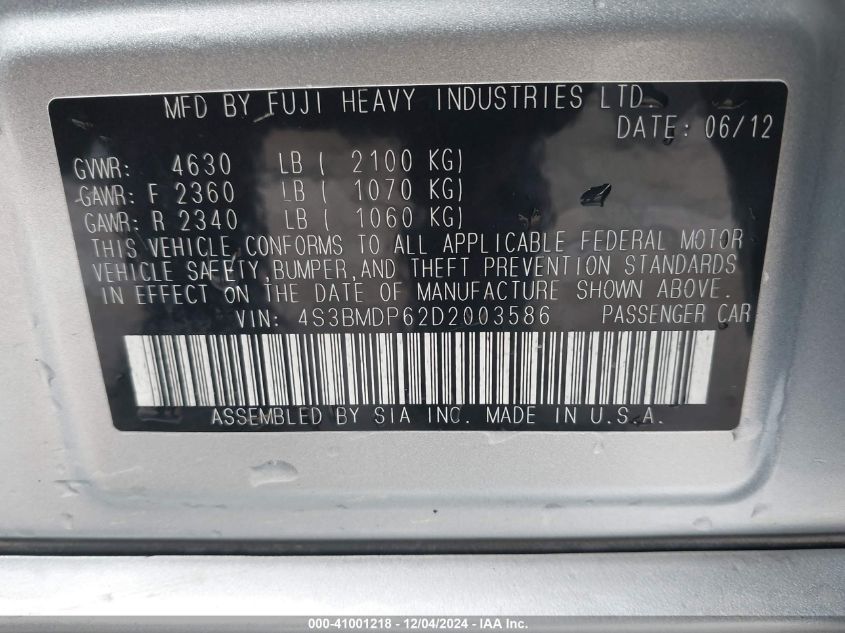 MFD BY FUJI HEAVY INDUSTRIES LTD.
DATE: 06/12
GVWR: 4630 LB ( 2100 KG)
GAWR: F 2360 LB ( 1070 KG)
GAWR: R 2340 LB ( 1060 KG)
THIS VEHICLE CONFORMS TO ALL APPLICABLE FEDERAL MOTOR
VEHICLE SAFETY, BUMPER, AND THEFT PREVENTION STANDARDS
IN EFFECT ON THE DATE OF MANUFACTURE SHOWN ABOVE.
VIN: 4S3BMDP62D2003586 PASSENGER CAR
ASSEMBLED BY SIA INC. MADE IN U.S.A.
000-41001218 - 12/04/2024 - IAA Inc.